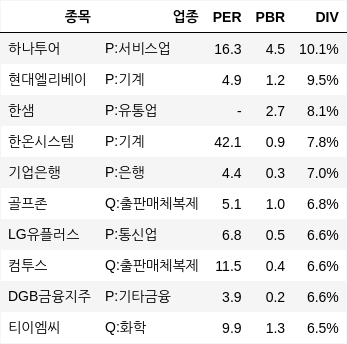 종목 업종 PER PBR DIV
하나투어 P:서비스업 16.3 4.5 10.1%
현대엘리베이 P:기계 4.9 1.2 9.5%
한샘 P:유통업 - 2.7 8.1%
한온시스템 P:기계 42.1 0.9 7.8%
기업은행 P:은행 4.4 0.3 7.0%
골프존 Q:출판매체복제 5.1 1.0 6.8%
LG유플러스 P:통신업 6.8 0.5 6.6%
컴투스 Q:출판매체복제 11.5 0.4 6.6%
DGB금융지주 P:기타금융 3.9 0.2 6.6%
티이엠씨 Q:화학 9.9 1.3 6.5%